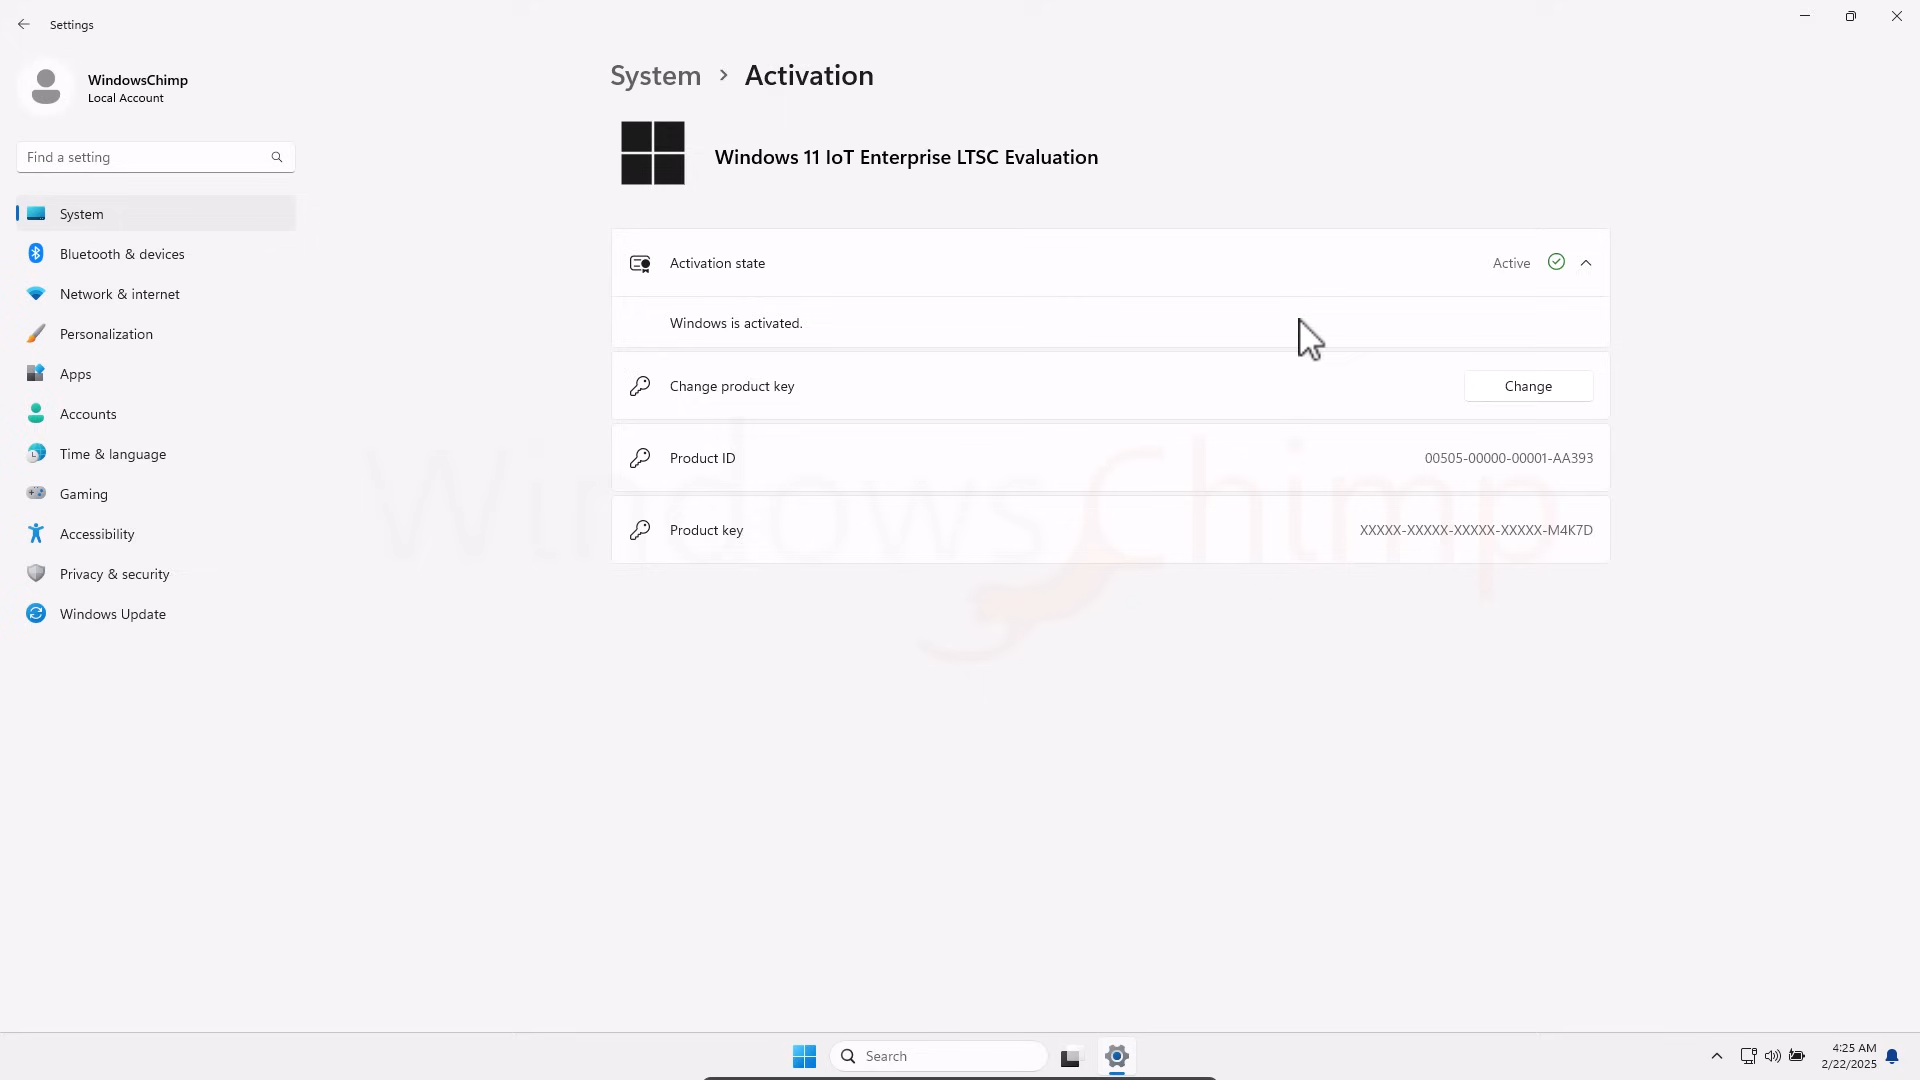 Settings
WindowsChimp
Local Account
Find a setting
System
Bluetooth & devices
Network & internet
Personalization
Apps
Accounts
Time & language
Gaming
Accessibility
Privacy & security
Windows Update
System > Activation
Windows 11 IoT Enterprise LTSC Evaluation
Activation state Active
Windows is activated.
Change product key Change
Product ID 00505-00000-00001-AA393
Product key XXXXX-XXXXX-XXXXX-XXXXX-M4K7D
WindowsChimp
Search
4:25 AM
2/22/2025